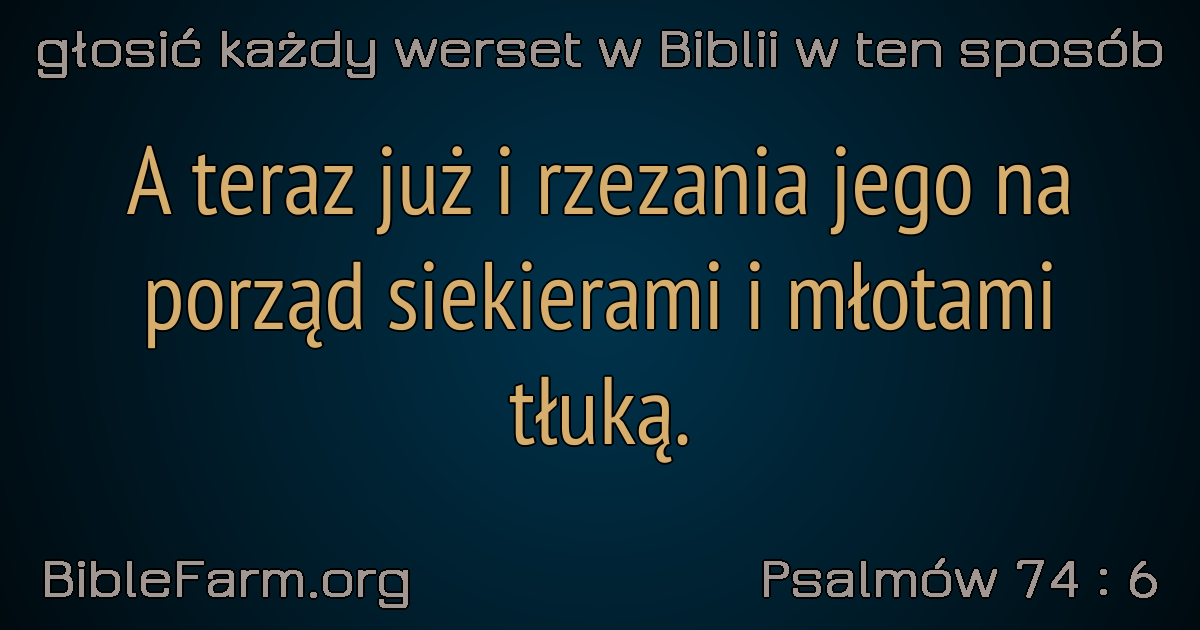 głosić każdy werset w Biblii w ten sposób
A teraz już i rzezania jego na
porząd siekierami i młotami
tłuką.
BibleFarm.org
Psalmów 74 : 6